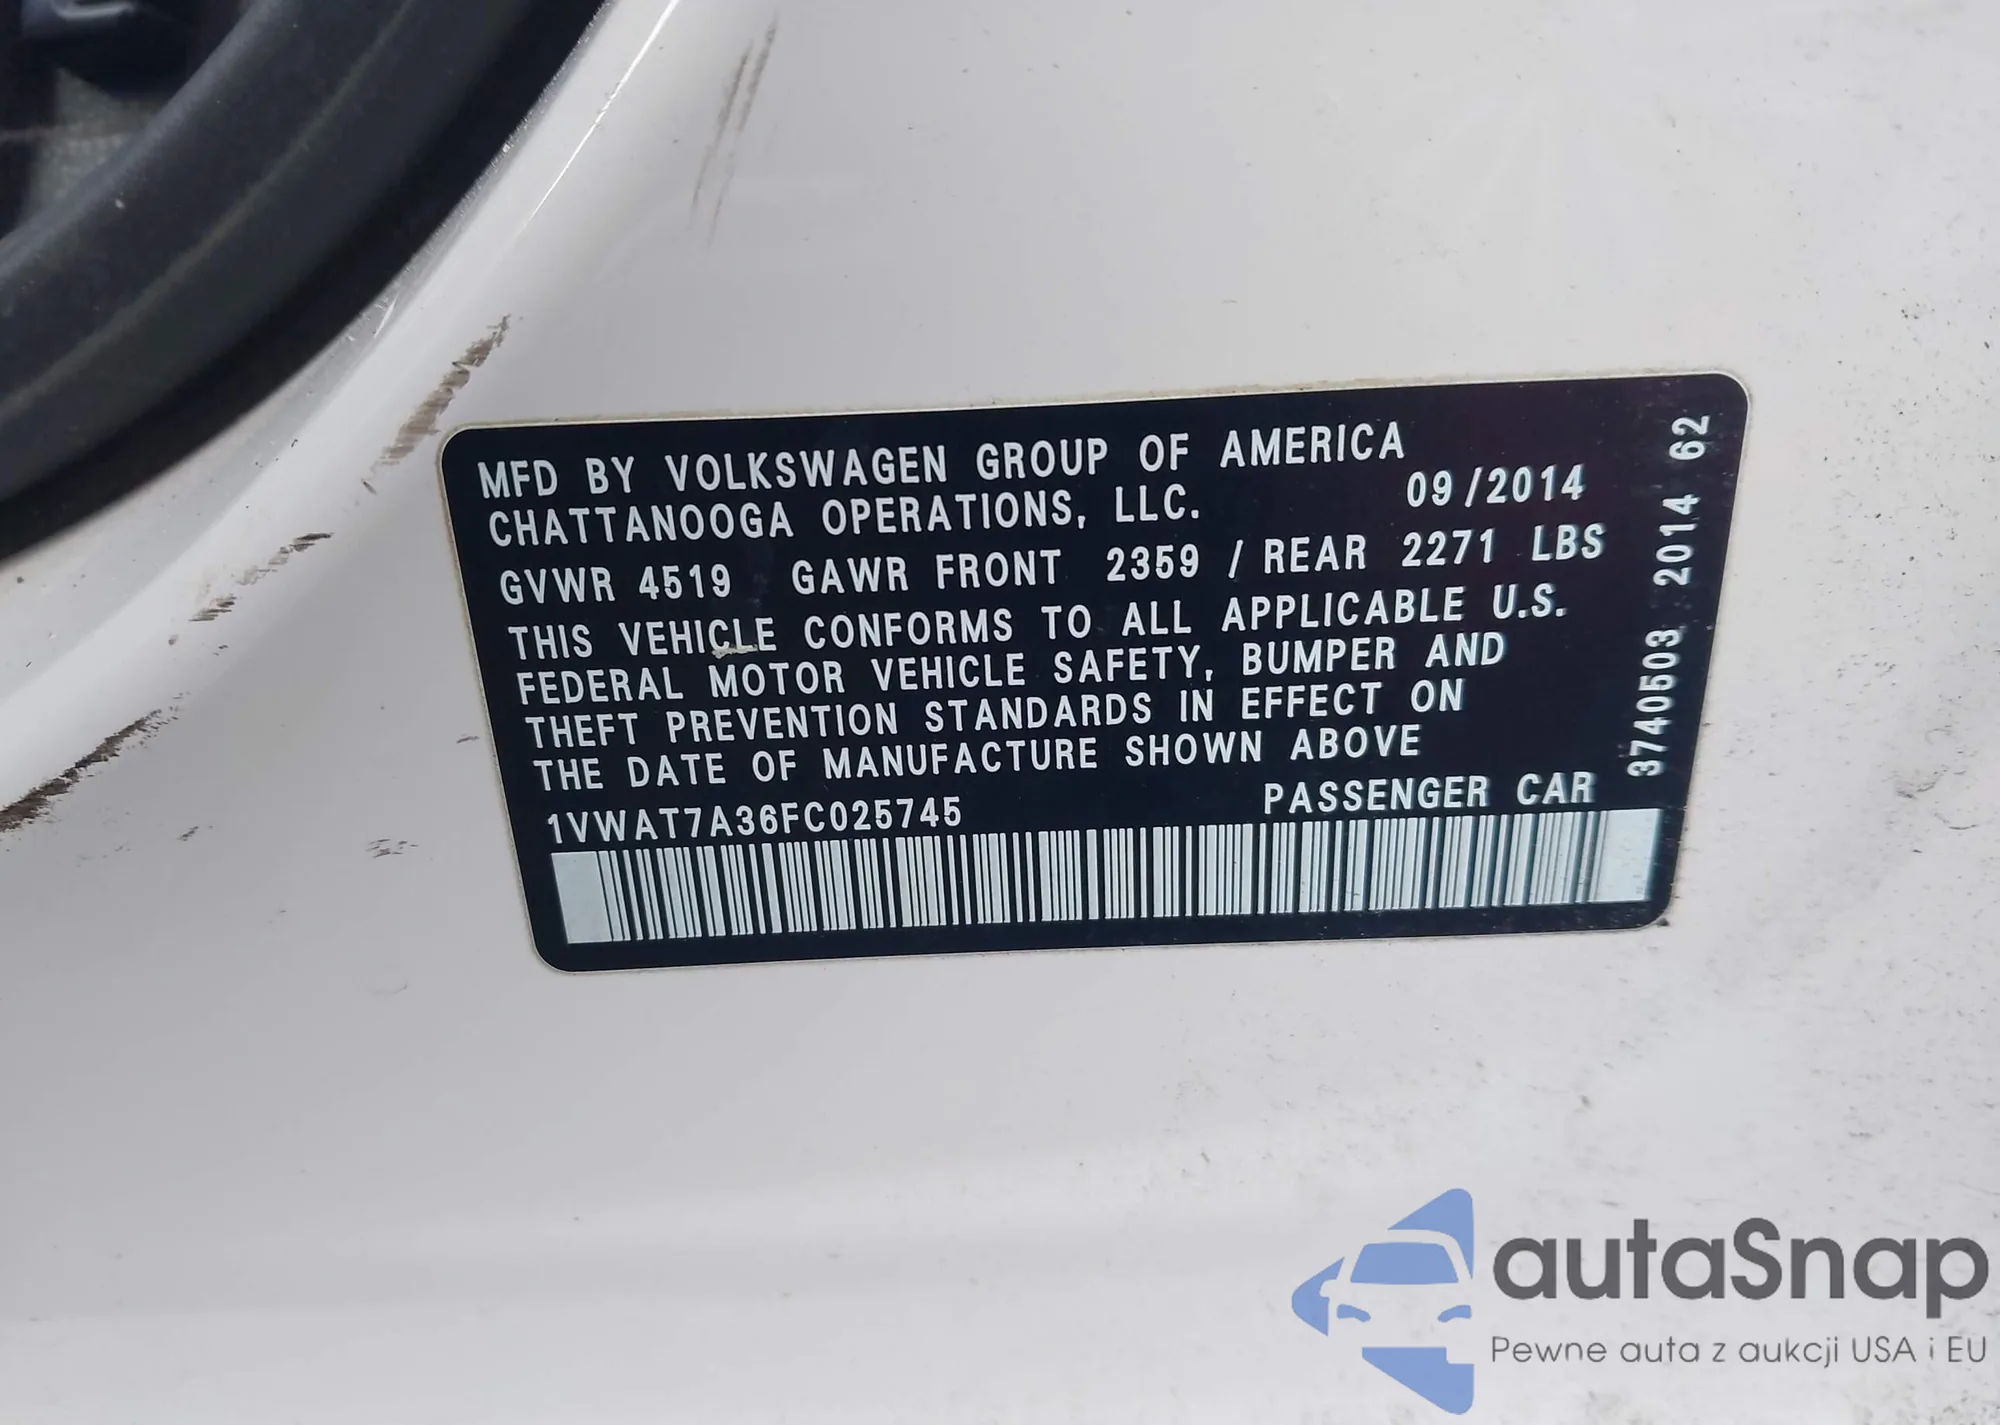 MFD BY VOLKSWAGEN GROUP OF AMERICA
CHATTANOOGA OPERATIONS, LLC. 09/2014
GVWR 4519 GAWR FRONT 2359 / REAR 2271 LBS
THIS VEHICLE CONFORMS TO ALL APPLICABLE U.S.
FEDERAL MOTOR VEHICLE SAFETY, BUMPER AND
THEFT PREVENTION STANDARDS IN EFFECT ON
THE DATE OF MANUFACTURE SHOWN ABOVE
1VWAT7A36FC025745 PASSENGER CAR
3740503 2014 62
autaSnap
Pewne auta z aukcji USA i EU